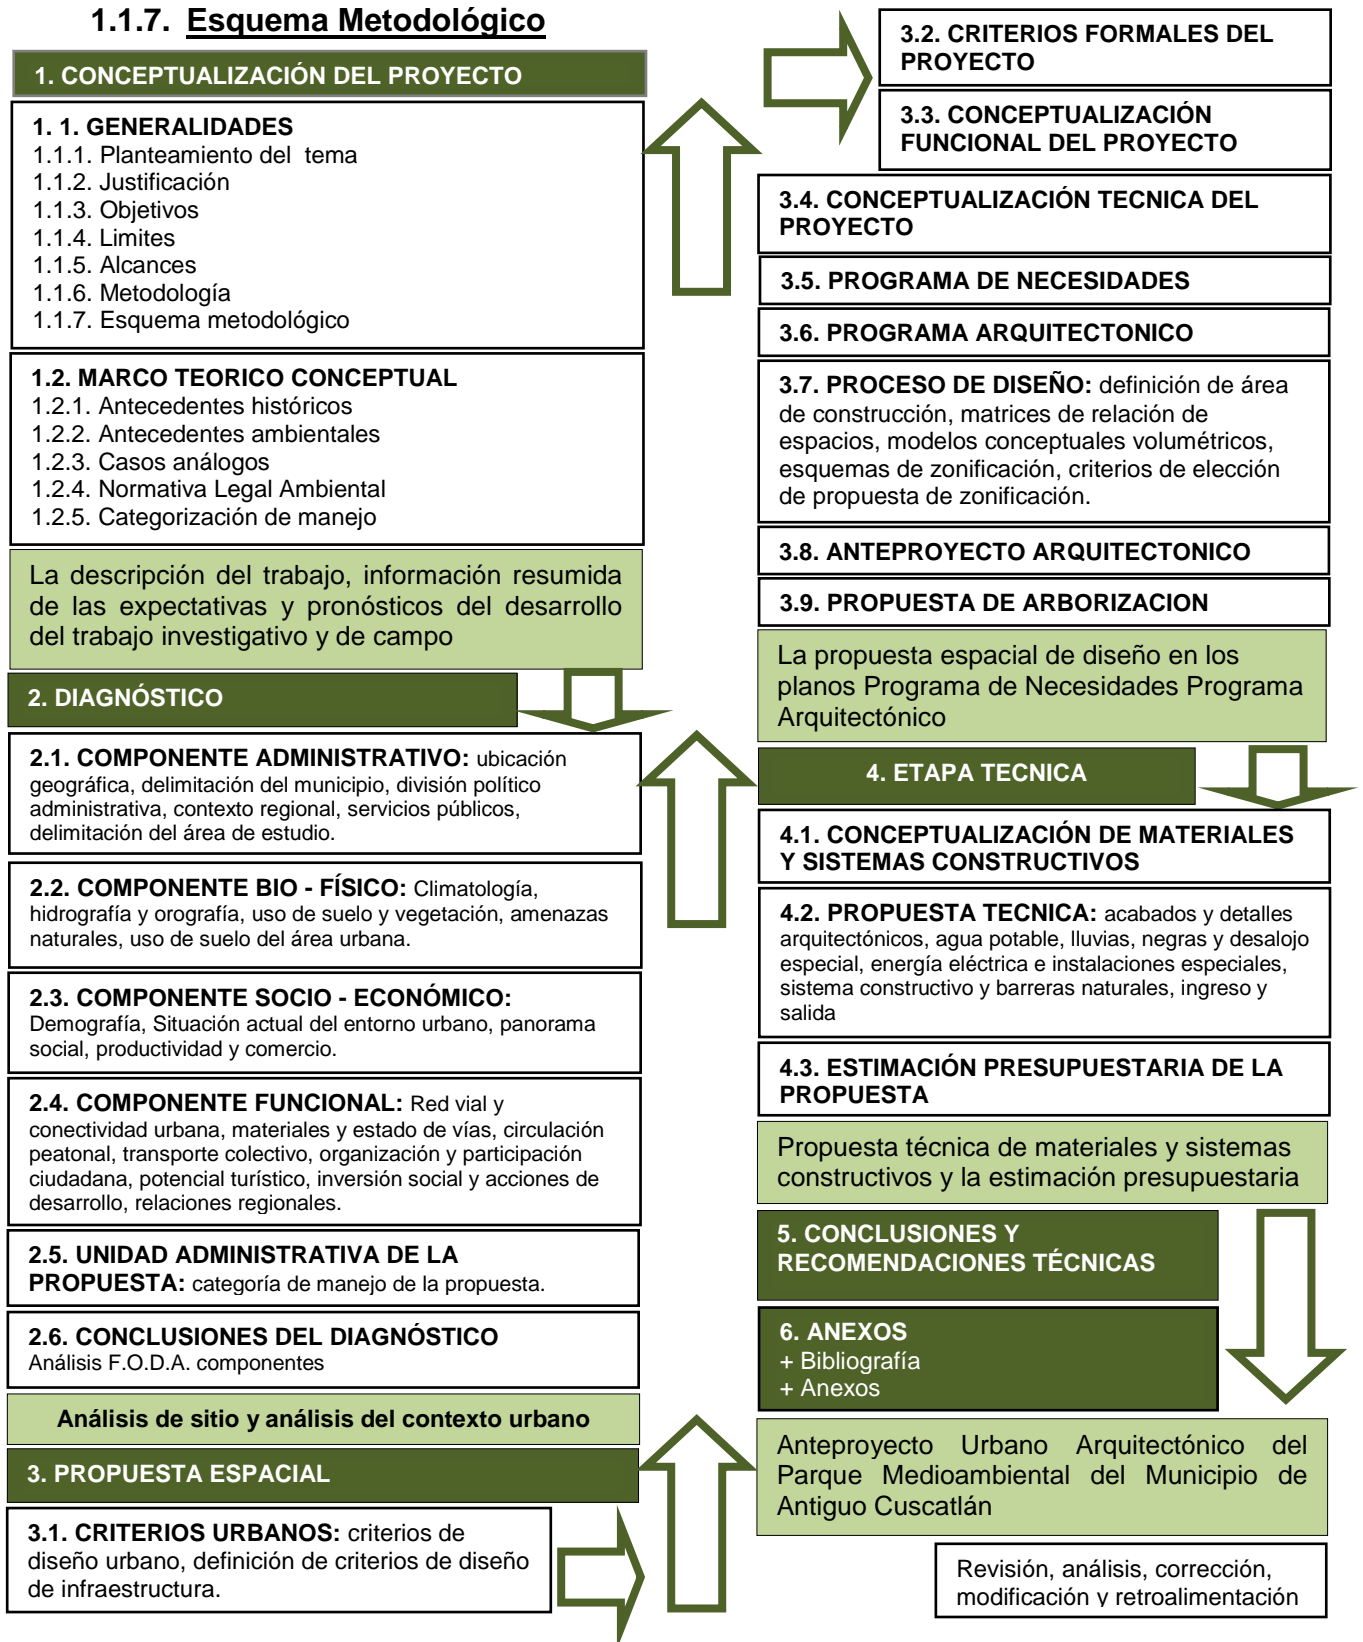 1.1.7. Esquema Metodológico
1. CONCEPTUALIZACIÓN DEL PROYECTO
1. 1. GENERALIDADES
1.1.1. Planteamiento del tema
1.1.2. Justificación
1.1.3. Objetivos
1.1.4. Limites
1.1.5. Alcances
1.1.6. Metodología
1.1.7. Esquema metodológico
1.2. MARCO TEORICO CONCEPTUAL
1.2.1. Antecedentes históricos
1.2.2. Antecedentes ambientales
1.2.3. Casos análogos
1.2.4. Normativa Legal Ambiental
1.2.5. Categorización de manejo
La descripción del trabajo, información resumida
de las expectativas y pronósticos del desarrollo
del trabajo investigativo y de campo
2. DIAGNÓSTICO
2.1. COMPONENTE ADMINISTRATIVO: ubicación
geográfica, delimitación del municipio, división político
administrativa, contexto regional, servicios públicos,
delimitación del área de estudio.
2.2. COMPONENTE BIO - FÍSICO: Climatología,
hidrografía y orografía, uso de suelo y vegetación, amenazas
naturales, uso de suelo del área urbana.
2.3. COMPONENTE SOCIO - ECONÓMICO:
Demografía, Situación actual del entorno urbano, panorama
social, productividad y comercio.
2.4. COMPONENTE FUNCIONAL: Red vial y
conectividad urbana, materiales y estado de vías, circulación
peatonal, transporte colectivo, organización y participación
ciudadana, potencial turístico, inversión social y acciones de
desarrollo, relaciones regionales.
2.5. UNIDAD ADMINISTRATIVA DE LA
PROPUESTA: categoría de manejo de la propuesta.
2.6. CONCLUSIONES DEL DIAGNÓSTICO
Análisis F.O.D.A. componentes
Análisis de sitio y análisis del contexto urbano
3. PROPUESTA ESPACIAL
3.1. CRITERIOS URBANOS: criterios de
diseño urbano, definición de criterios de diseño
de infraestructura.
3.2. CRITERIOS FORMALES DEL
PROYECTO
3.3. CONCEPTUALIZACIÓN
FUNCIONAL DEL PROYECTO
3.4. CONCEPTUALIZACIÓN TECNICA DEL
PROYECTO
3.5. PROGRAMA DE NECESIDADES
3.6. PROGRAMA ARQUITECTONICO
3.7. PROCESO DE DISEÑO: definición de área
de construcción, matrices de relación de
espacios, modelos conceptuales volumétricos,
esquemas de zonificación, criterios de elección
de propuesta de zonificación.
3.8. ANTEPROYECTO ARQUITECTONICO
3.9. PROPUESTA DE ARBORIZACION
La propuesta espacial de diseño en los
planos Programa de Necesidades Programa
Arquitectónico
4. ETAPA TECNICA
4.1. CONCEPTUALIZACIÓN DE MATERIALES
Y SISTEMAS CONSTRUCTIVOS
4.2. PROPUESTA TECNICA: acabados y detalles
arquitectónicos, agua potable, lluvias, negras y desalojo
especial, energía eléctrica e instalaciones especiales,
sistema constructivo y barreras naturales, ingreso y
salida
4.3. ESTIMACIÓN PRESUPUESTARIA DE LA
PROPUESTA
Propuesta técnica de materiales y sistemas
constructivos y la estimación presupuestaria
5. CONCLUSIONES Y
RECOMENDACIONES TÉCNICAS
6. ANEXOS
+ Bibliografía
+ Anexos
Anteproyecto Urbano Arquitectónico del
Parque Medioambiental del Municipio de
Antiguo Cuscatlán
Revisión, análisis, corrección,
modificación y retroalimentación